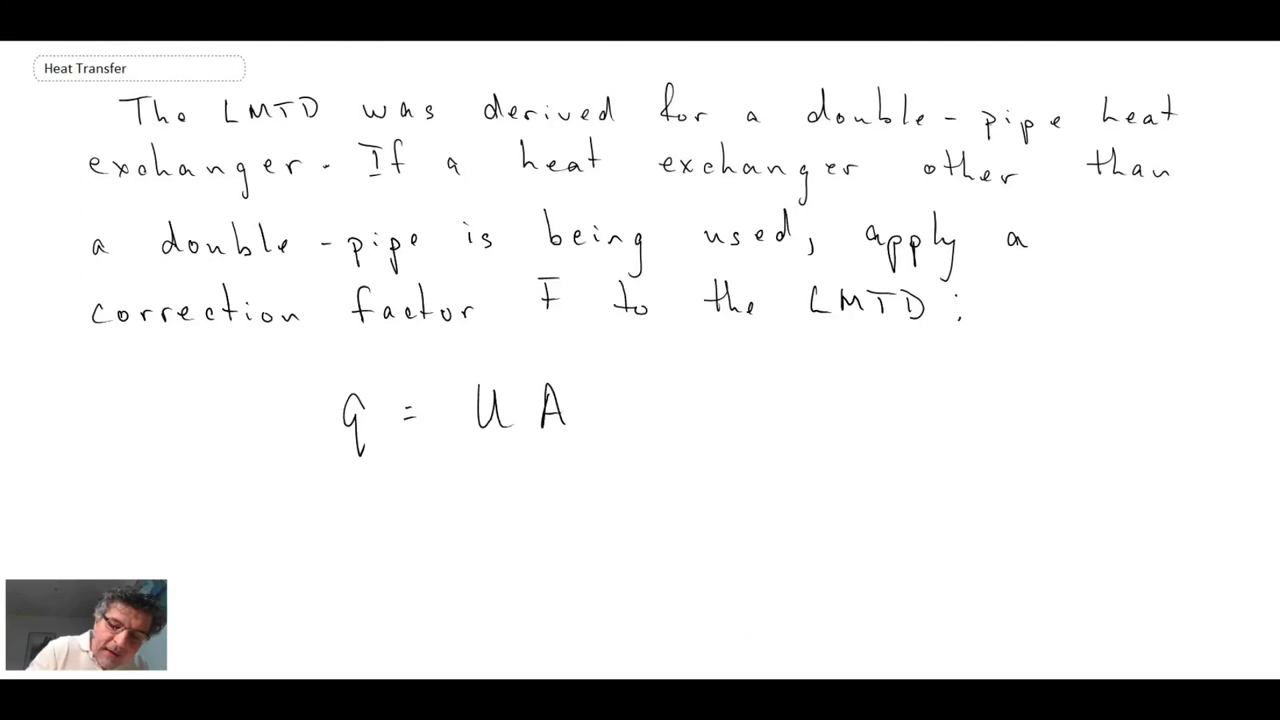 Heat Transfer
The LMTD was derived for a double-pipe heat
exchanger. If a heat exchanger other than
a double-pipe is being used, apply a
correction factor F to the LMTD:
q = U A